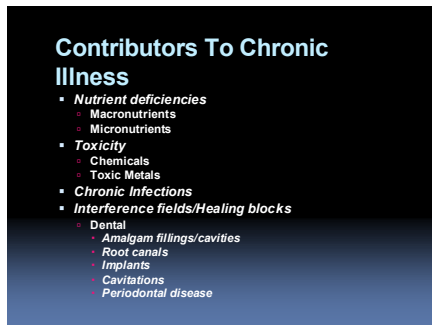 Contributors To Chronic
Illness
▪ Nutrient deficiencies
▫ Macronutrients
▫ Micronutrients
▪ Toxicity
▫ Chemicals
▫ Toxic Metals
▪ Chronic Infections
▪ Interference fields/Healing blocks
▫ Dental
▪ Amalgam fillings/cavities
▪ Root canals
▪ Implants
▪ Cavitations
▪ Periodontal disease